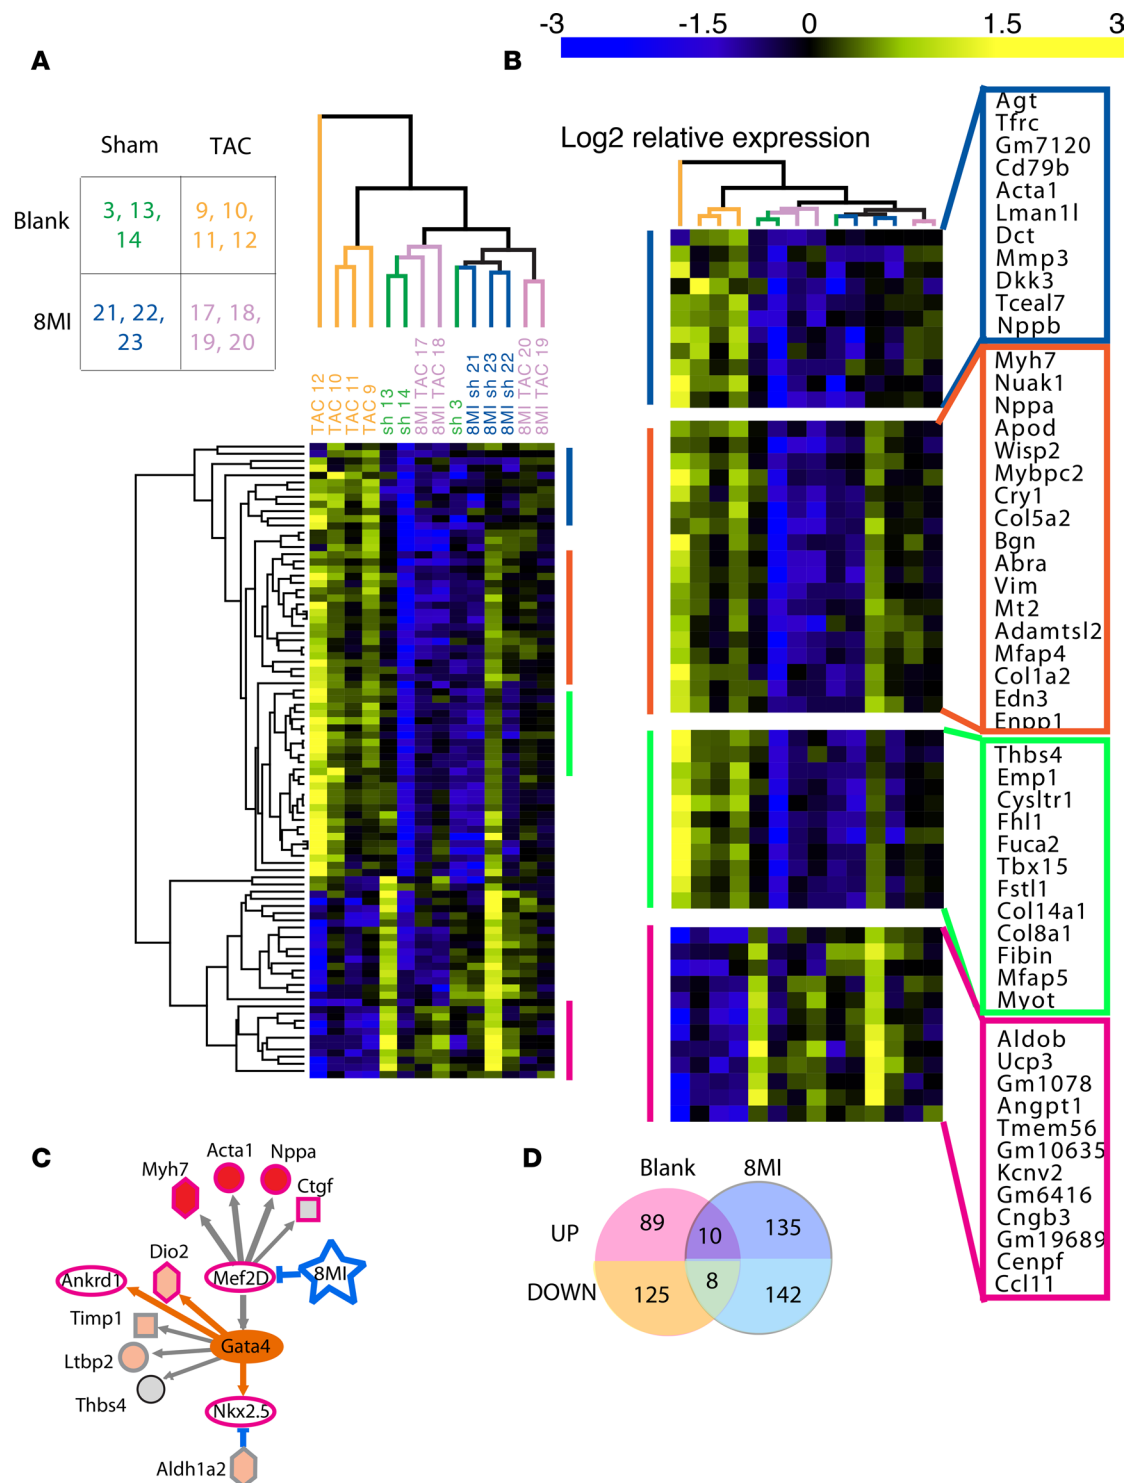 -3 -1.5 0 1.5 3
A
B
Log2 relative expression
Sham TAC
Blank
3, 13,
14
9, 10,
11, 12
8MI
21, 22,
23
17, 18,
19, 20
TAC 12
TAC 10
TAC 11
TAC 9
sh 13
sh 14
8MI TAC 17
8MI TAC 18
sh 3
8MI sh 21
8MI sh 23
8MI sh 22
8MI TAC 20
8MI TAC 19
Agt
Tfrc
Gm7120
Cd79b
Acta1
Lman1l
Dct
Mmp3
Dkk3
Tceal7
Nppb
Myh7
Nuak1
Nppa
Apod
Wisp2
Mybpc2
Cry1
Col5a2
Bgn
Abra
Vim
Mt2
Adamtsl2
Mfap4
Col1a2
Edn3
Enpp1
Thbs4
Emp1
Cysltr1
Fhl1
Fuca2
Tbx15
Fstl1
Col14a1
Col8a1
Fibin
Mfap5
Myot
Aldob
Ucp3
Gm1078
Angpt1
Tmem56
Gm10635
Kcnv2
Gm6416
Cngb3
Gm19689
Cenpf
Ccl11
C
Acta1
Nppa
Myh7
Ctgf
Dio2
Ankrd1
Mef2D
8MI
Timp1
Gata4
Ltbp2
Thbs4
Nkx2.5
Aldh1a2
D
Blank 8MI
UP
89 10 135
DOWN
125 8 142